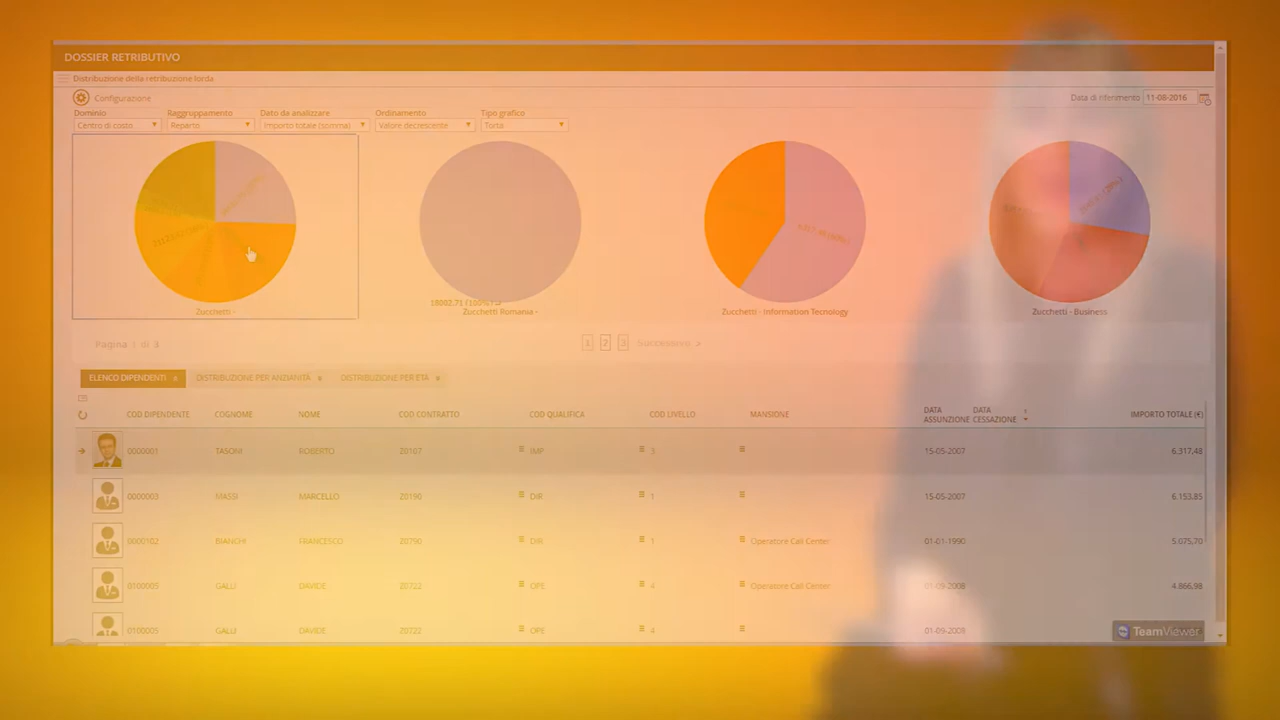 DOSSIER RETRIBUTIVO
Distribuzione della retribuzione lorda
Configurazione
Data di riferimento 11-08-2016
Dominio Raggruppamento Dato da analizzare Ordinamento Tipo grafico
Centro di costo Reparto Importo totale (somma) Valore decrescente Torta
18002,71 (100%)
Zucchetti - Zucchetti Romania - Zucchetti - Information Tecnology Zucchetti - Business
Pagina 1 di 3 1 2 3 Successivo >
ELENCO DIPENDENTI DISTRIBUZIONE PER ANZIANITÀ DISTRIBUZIONE PER ETÀ
COD DIPENDENTE COGNOME NOME COD CONTRATTO COD QUALIFICA COD LIVELLO MANSIONE DATA ASSUNZIONE DATA CESSAZIONE IMPORTO TOTALE (€)
0000001 TASONI ROBERTO Z0107 IMP 3 15-05-2007 6.317,48
0000003 MASSI MARCELLO Z0190 DIR 1 15-05-2007 6.153,85
0000102 BIANCHI FRANCESCO Z0790 DIR 1 Operatore Call Center 01-01-1990 5.075,70
0100005 GALLI DAVIDE Z0722 OPE 4 Operatore Call Center 01-09-2008 4.866,98
0100005 GALLI DAVIDE Z0722 OPE 4 01-09-2008
TeamViewer